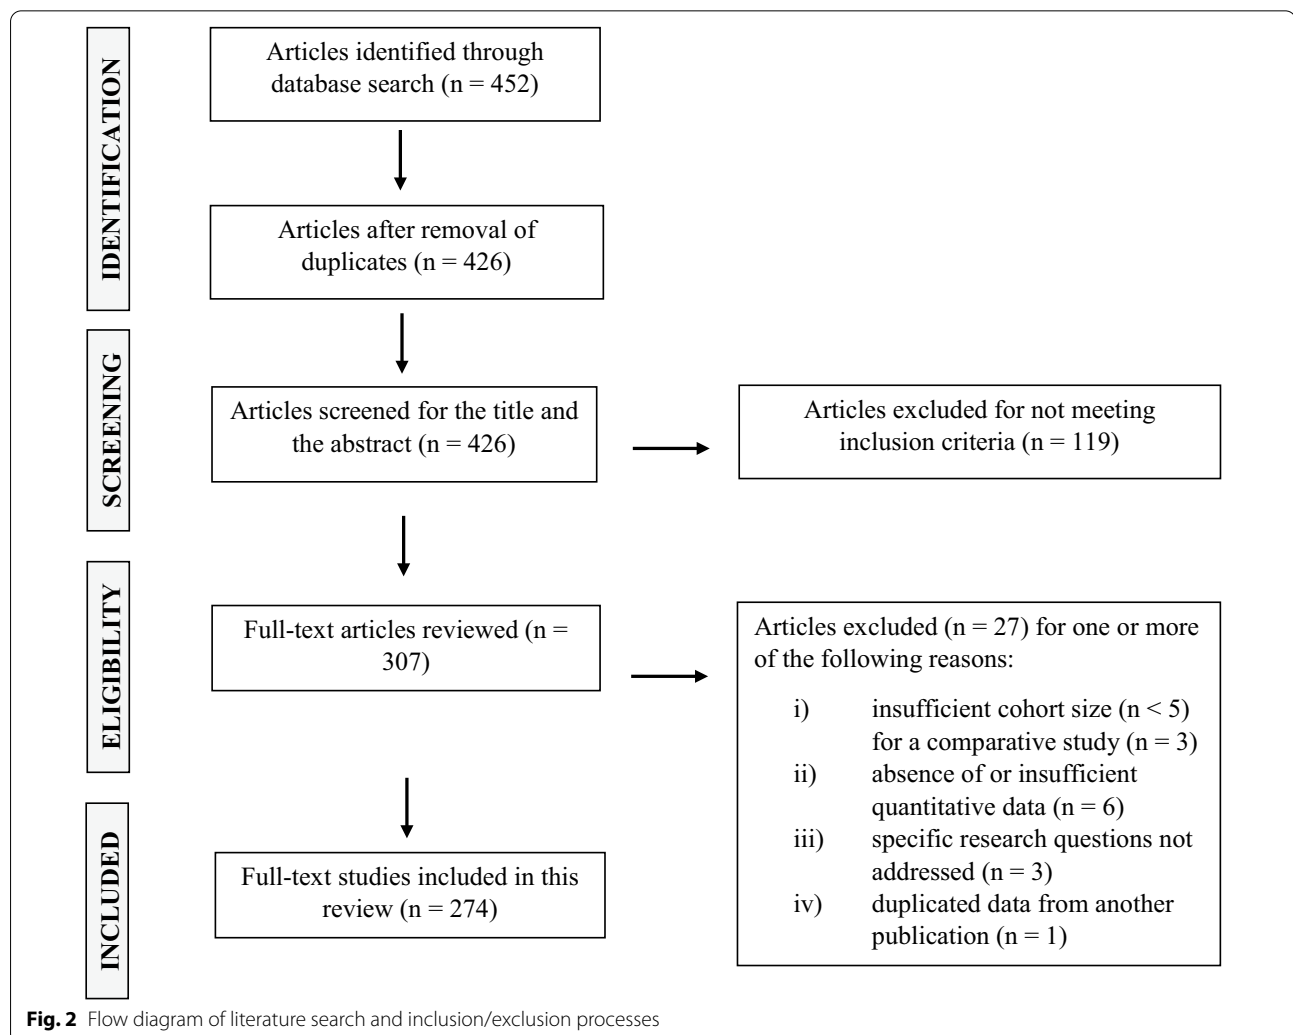 IDENTIFICATION
Articles identified through
database search (n = 452)
Articles after removal of
duplicates (n = 426)
SCREENING
Articles screened for the title and
the abstract (n = 426)
Articles excluded for not meeting
inclusion criteria (n = 119)
ELIGIBILITY
Full-text articles reviewed (n =
307)
Articles excluded (n = 27) for one or more
of the following reasons:
i) insufficient cohort size (n < 5)
for a comparative study (n = 3)
ii) absence of or insufficient
quantitative data (n = 6)
iii) specific research questions not
addressed (n = 3)
iv) duplicated data from another
publication (n = 1)
INCLUDED
Full-text studies included in this
review (n = 274)
Fig. 2 Flow diagram of literature search and inclusion/exclusion processes